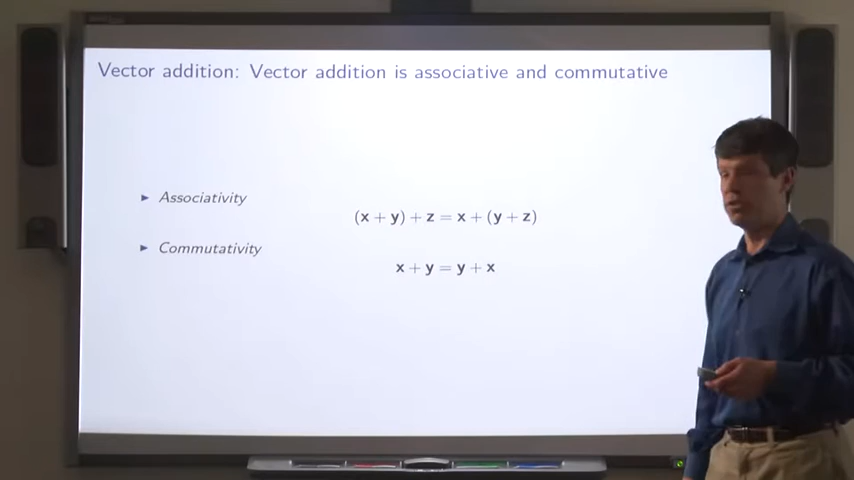 Vector addition: Vector addition is associative and commutative
► Associativity
(x + y) + z = x + (y + z)
► Commutativity
x + y = y + x